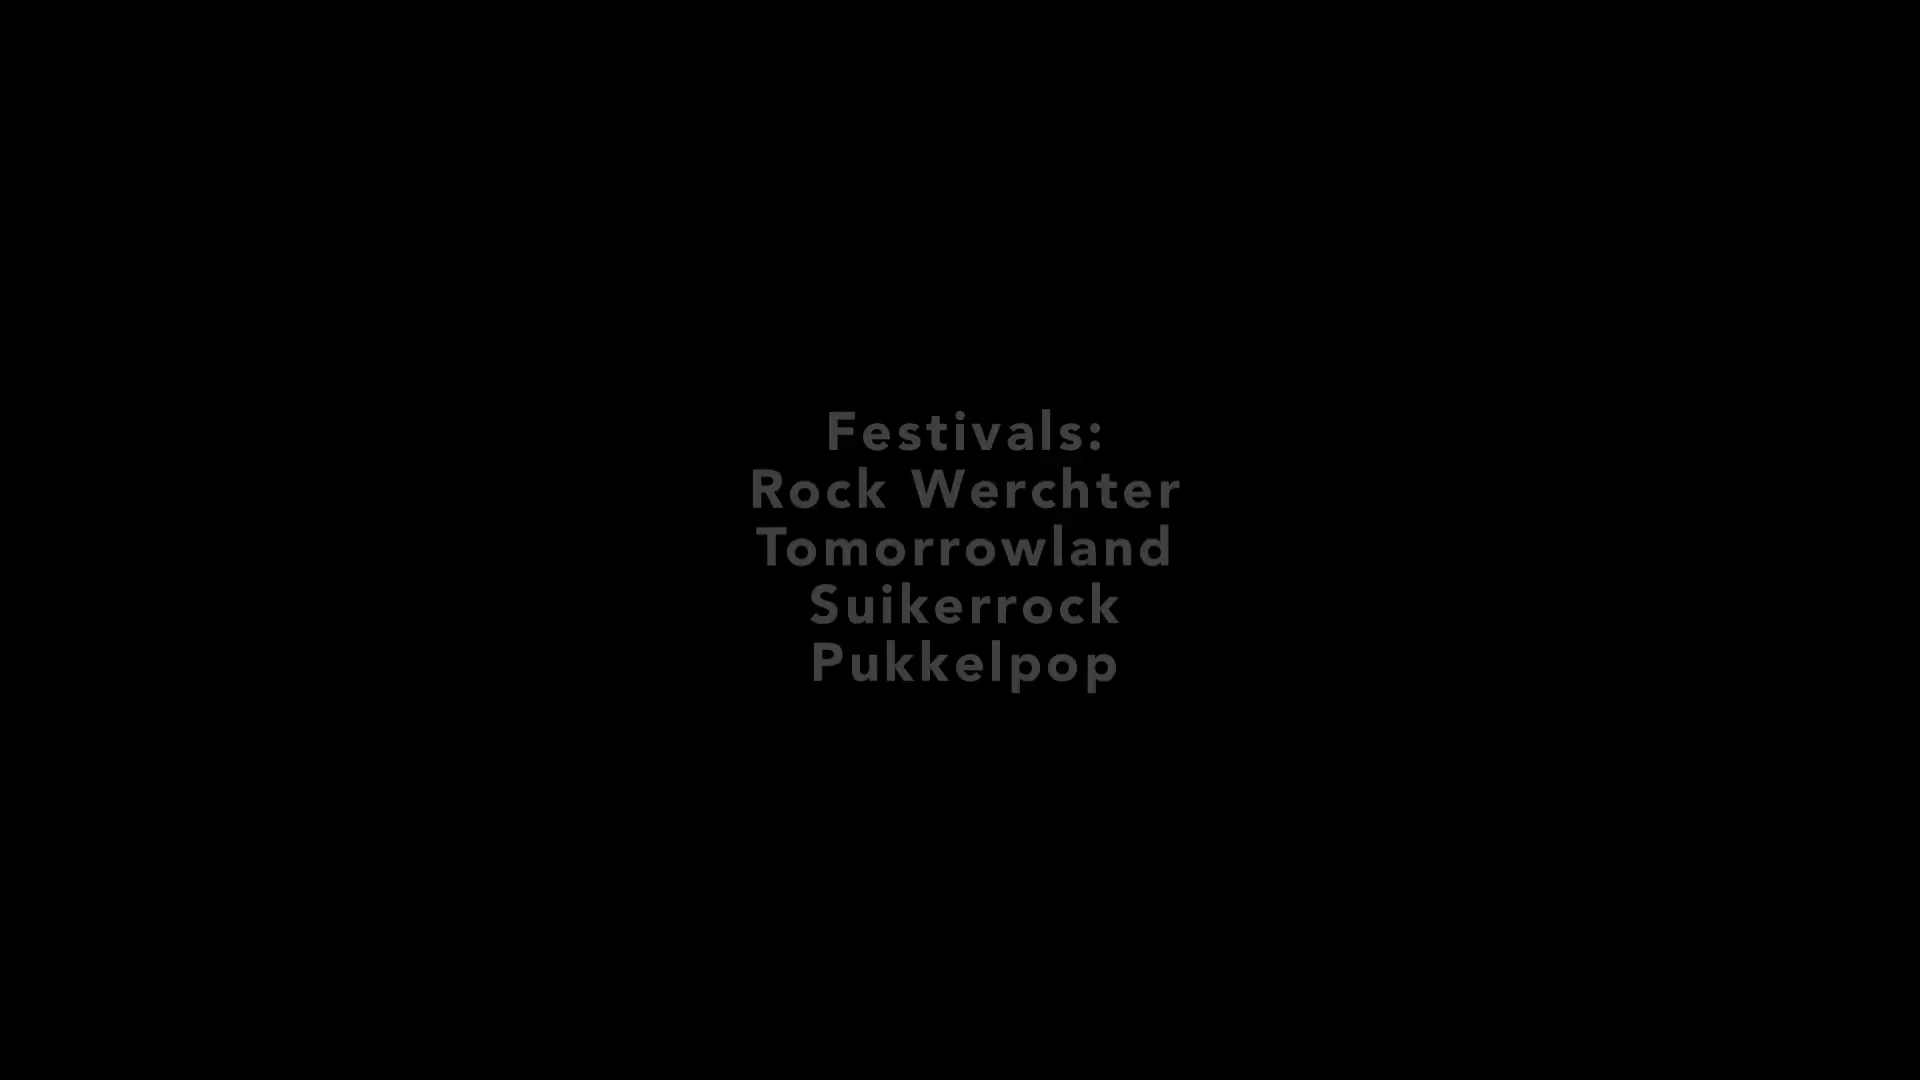 Festivals:
Rock Werchter
Tomorrowland
Suikerrock
Pukkelpop